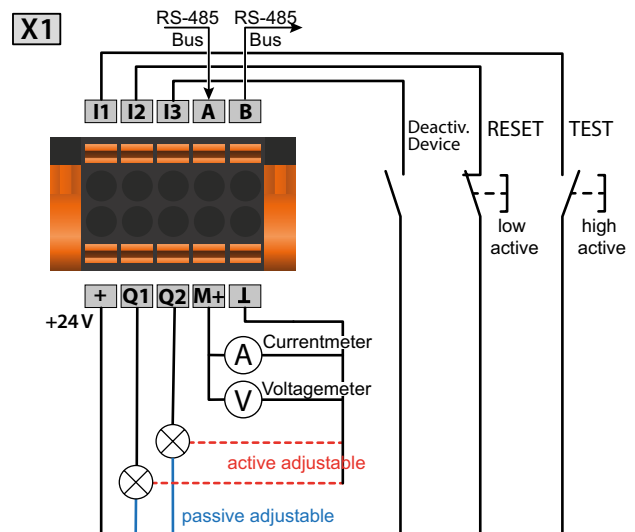 X1
RS-485
Bus
RS-485
Bus
I1 I2 I3 A B
Deactiv.
Device
RESET
TEST
low
active
high
active
+ Q1 Q2 M+ ⊥
+24 V
A
Currentmeter
V
Voltagemeter
active adjustable
passive adjustable